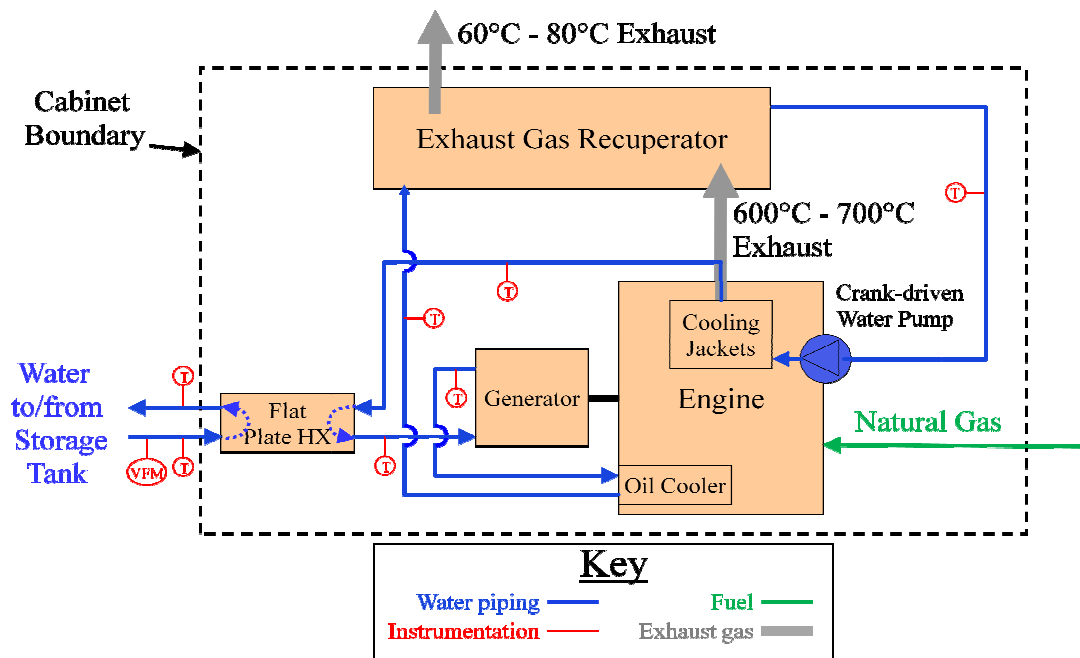 60°C - 80°C Exhaust
Cabinet
Boundary
Exhaust Gas Recuperator
T
600°C - 700°C
Exhaust
T
T
Crank-driven
Water Pump
Cooling
Jackets
Water
to/from
Storage
Tank
T
T
VFM
T
Flat
Plate HX
T
Generator
Engine
Natural Gas
Oil Cooler
Key
Water piping
Fuel
Instrumentation
Exhaust gas